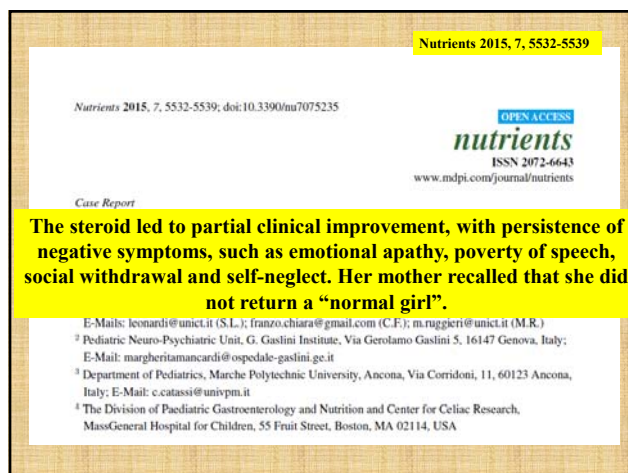 Nutrients 2015, 7, 5532-5539
Nutrients 2015, 7, 5532-5539; doi:10.3390/nu7075235
OPEN ACCESS
nutrients
ISSN 2072-6643
www.mdpi.com/journal/nutrients
Case Report
The steroid led to partial clinical improvement, with persistence of
negative symptoms, such as emotional apathy, poverty of speech,
social withdrawal and self-neglect. Her mother recalled that she did
not return a “normal girl”.
E-Mails: leonardi@unict.it (S.L.); franzo.chiara@gmail.com (C.F.); m.ruggieri@unict.it (M.R.)
2 Pediatric Neuro-Psychiatric Unit, G. Gaslini Institute, Via Gerolamo Gaslini 5, 16147 Genova, Italy;
E-Mail: margheritamancardi@ospedale-gaslini.ge.it
3 Department of Pediatrics, Marche Polytechnic University, Ancona, Via Corridoni, 11, 60123 Ancona,
Italy; E-Mail: c.catassi@univpm.it
4 The Division of Paediatric Gastroenterology and Nutrition and Center for Celiac Research,
MassGeneral Hospital for Children, 55 Fruit Street, Boston, MA 02114, USA